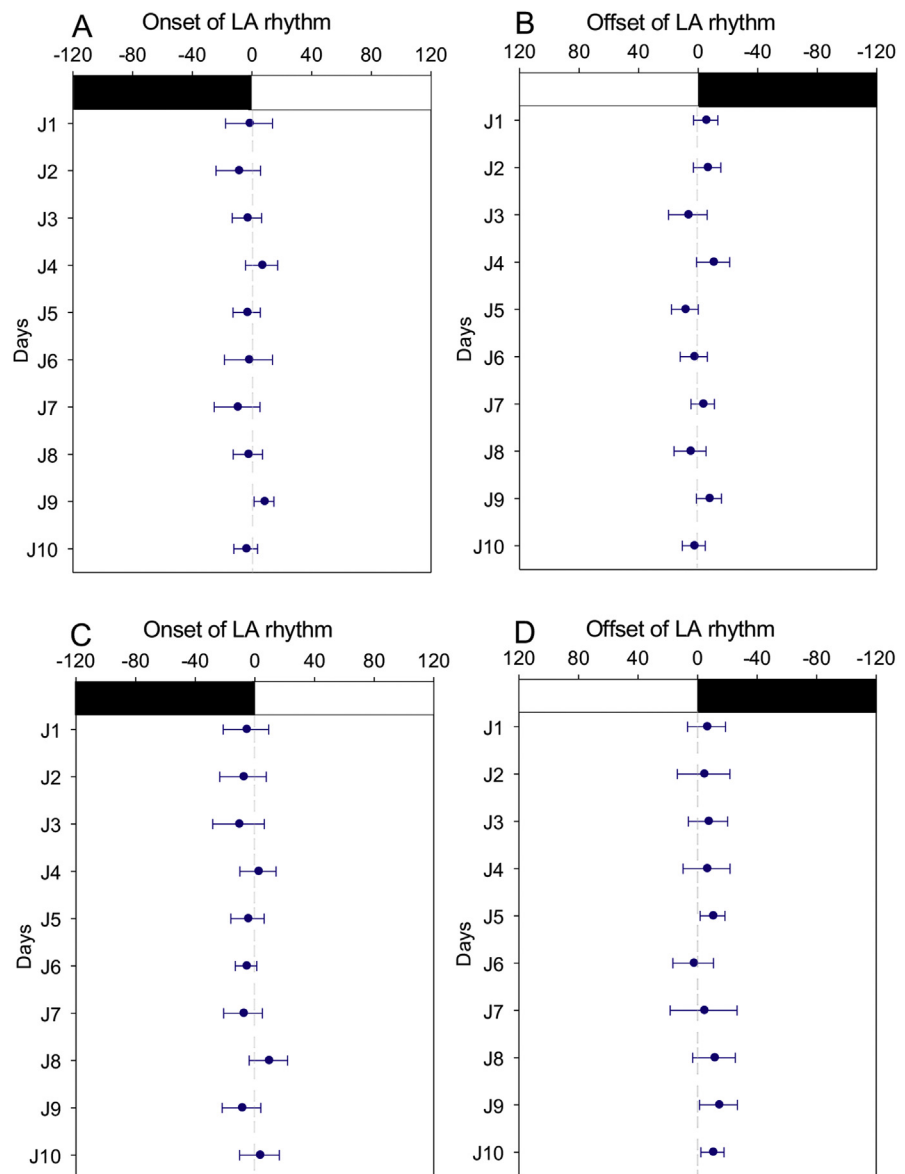 A Onset of LA rhythm
-120 -80 -40 0 40 80 120
J1
J2
J3
J4
J5
J6
J7
J8
J9
J10
Days
B Offset of LA rhythm
120 80 40 0 -40 -80 -120
J1
J2
J3
J4
J5
J6
J7
J8
J9
J10
Days
C Onset of LA rhythm
-120 -80 -40 0 40 80 120
J1
J2
J3
J4
J5
J6
J7
J8
J9
J10
Days
D Offset of LA rhythm
120 80 40 0 -40 -80 -120
J1
J2
J3
J4
J5
J6
J7
J8
J9
J10
Days